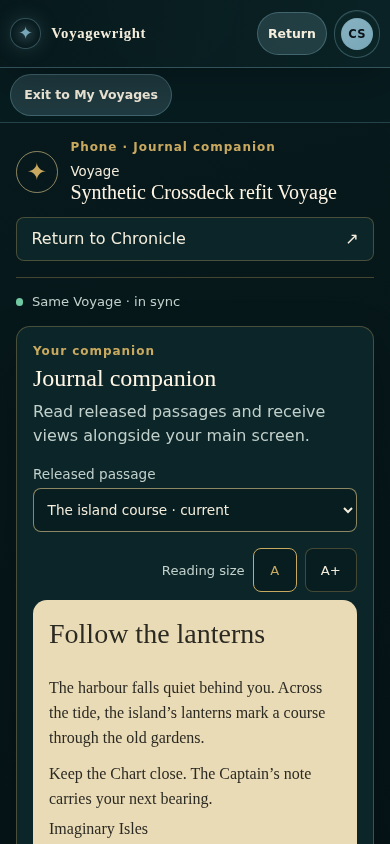 Voyagewright
Return
CS
Exit to My Voyages
Phone · Journal companion
Voyage
Synthetic Crossdeck refit Voyage
Return to Chronicle ↗
Same Voyage · in sync
Your companion
Journal companion
Read released passages and receive
views alongside your main screen.
Released passage
The island course · current
Reading size
A
A+
Follow the lanterns
The harbour falls quiet behind you. Across
the tide, the island’s lanterns mark a course
through the old gardens.
Keep the Chart close. The Captain’s note
carries your next bearing.
Imaginary Isles